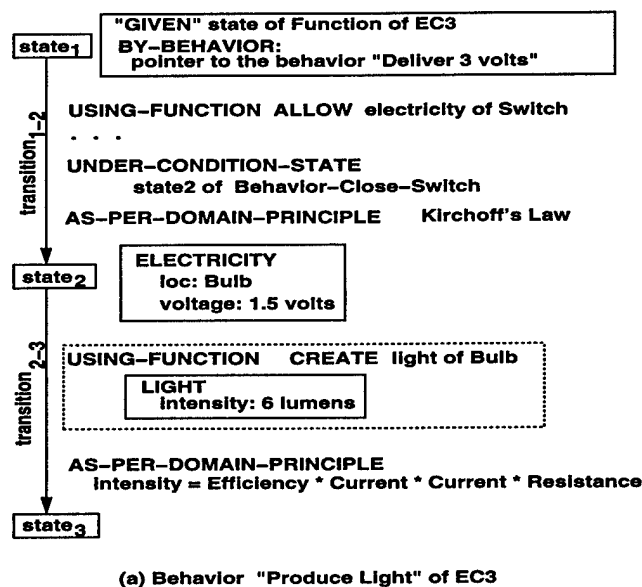 "GIVEN" state of Function of EC3
state1
BY-BEHAVIOR:
pointer to the behavior "Deliver 3 volts"
transition1-2
USING-FUNCTION ALLOW electricity of Switch
. . .
UNDER-CONDITION-STATE
state2 of Behavior-Close-Switch
AS-PER-DOMAIN-PRINCIPLE Kirchoff's Law
state2
ELECTRICITY
loc: Bulb
voltage: 1.5 volts
transition2-3
USING-FUNCTION CREATE light of Bulb
LIGHT
intensity: 6 lumens
AS-PER-DOMAIN-PRINCIPLE
intensity = Efficiency * Current * Current * Resistance
state3
(a) Behavior "Produce Light" of EC3